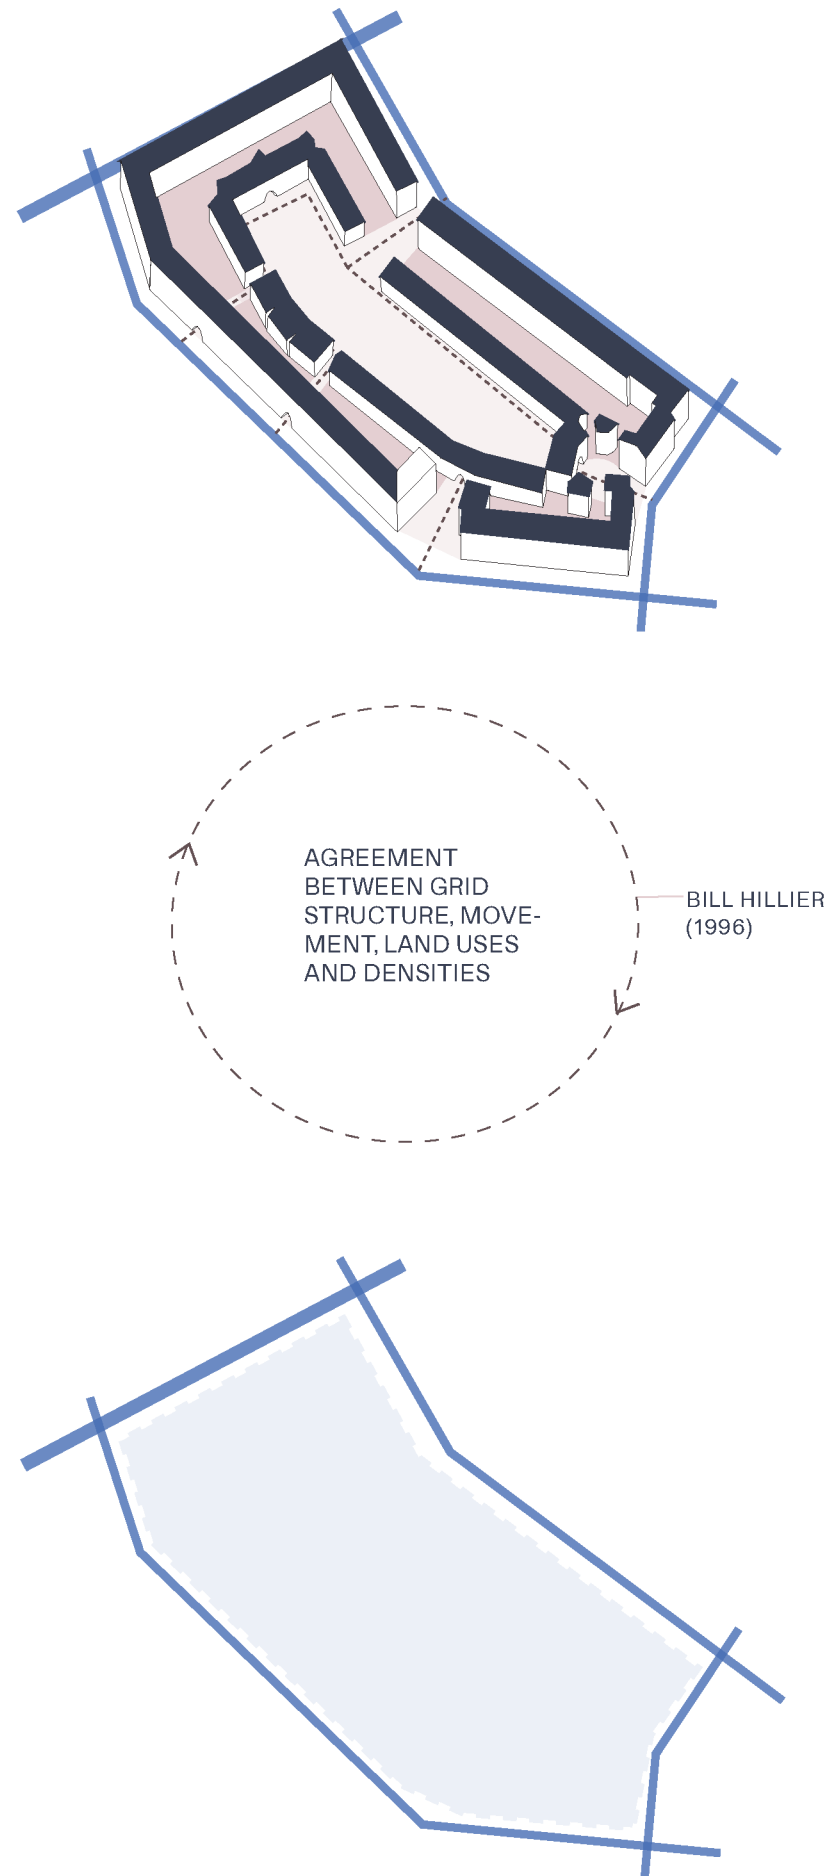 AGREEMENT
BETWEEN GRID
STRUCTURE, MOVE-
MENT, LAND USES
AND DENSITIES
BILL HILLIER
(1996)